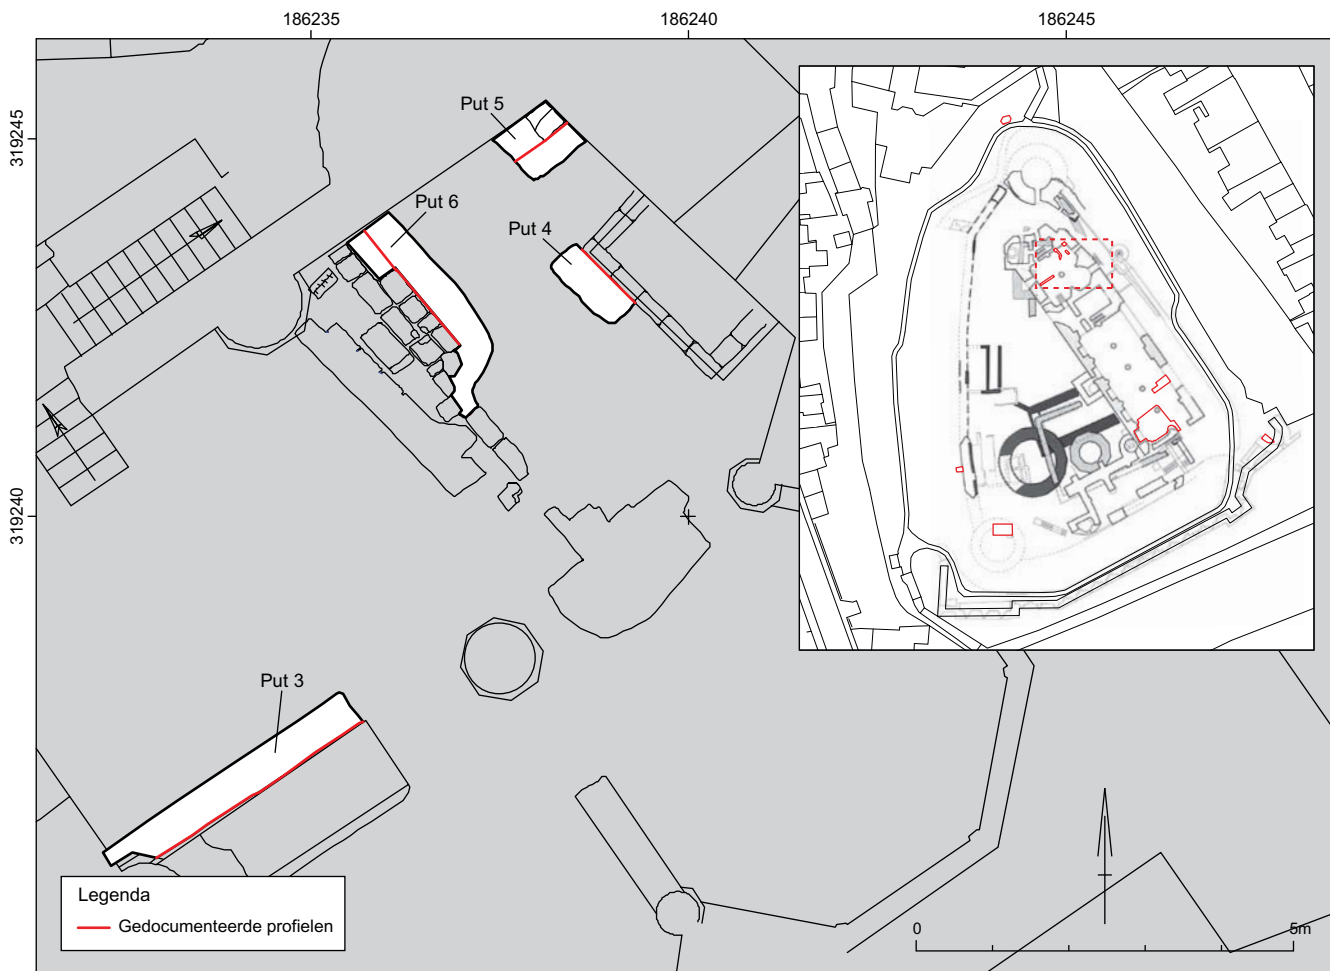 186235
186240
186245
319245
319240
Put 5
Put 6
Put 4
Put 3
Legenda
Gedocumenteerde profielen
0
5m